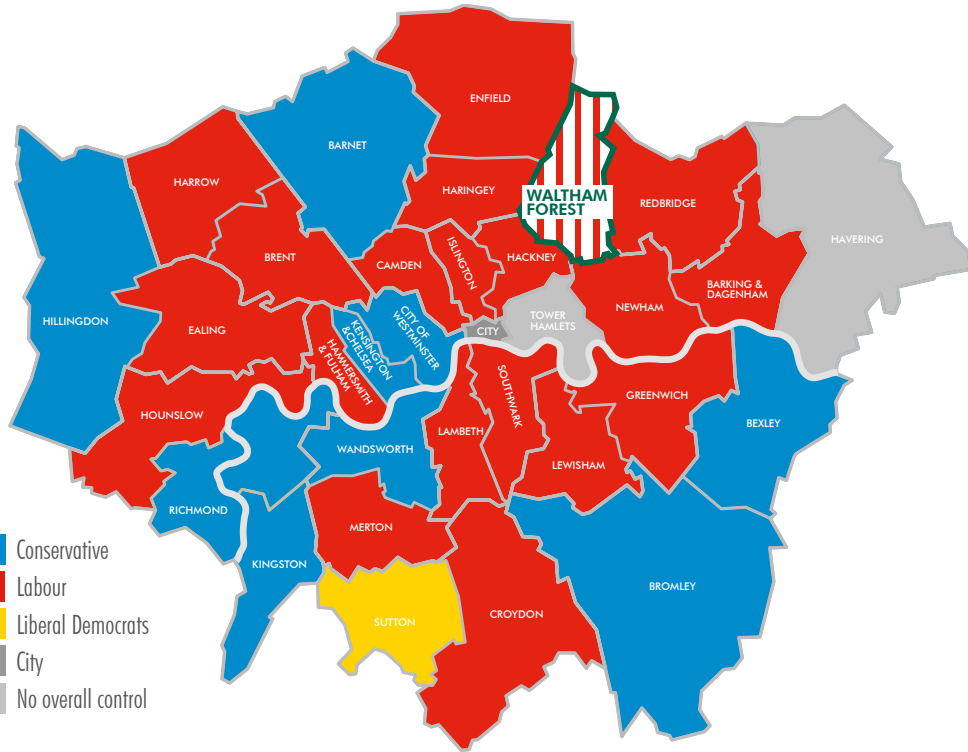 ENFIELD
BARNET
HARROW
HARINGEY
WALTHAM
FOREST
REDBRIDGE
HAVERING
BRENT
CAMDEN
ISLINGTON
HACKNEY
BARKING &
DAGENHAM
NEWHAM
HILLINGDON
EALING
HAMMERSMITH
& FULHAM
KENSINGTON
&CHELSEA
CITY OF
WESTMINSTER
CITY
TOWER
HAMLETS
HOUNSLOW
WANDSWORTH
LAMBETH
SOUTHWARK
LEWISHAM
GREENWICH
BEXLEY
RICHMOND
KINGSTON
MERTON
SUTTON
CROYDON
BROMLEY
Conservative
Labour
Liberal Democrats
City
No overall control